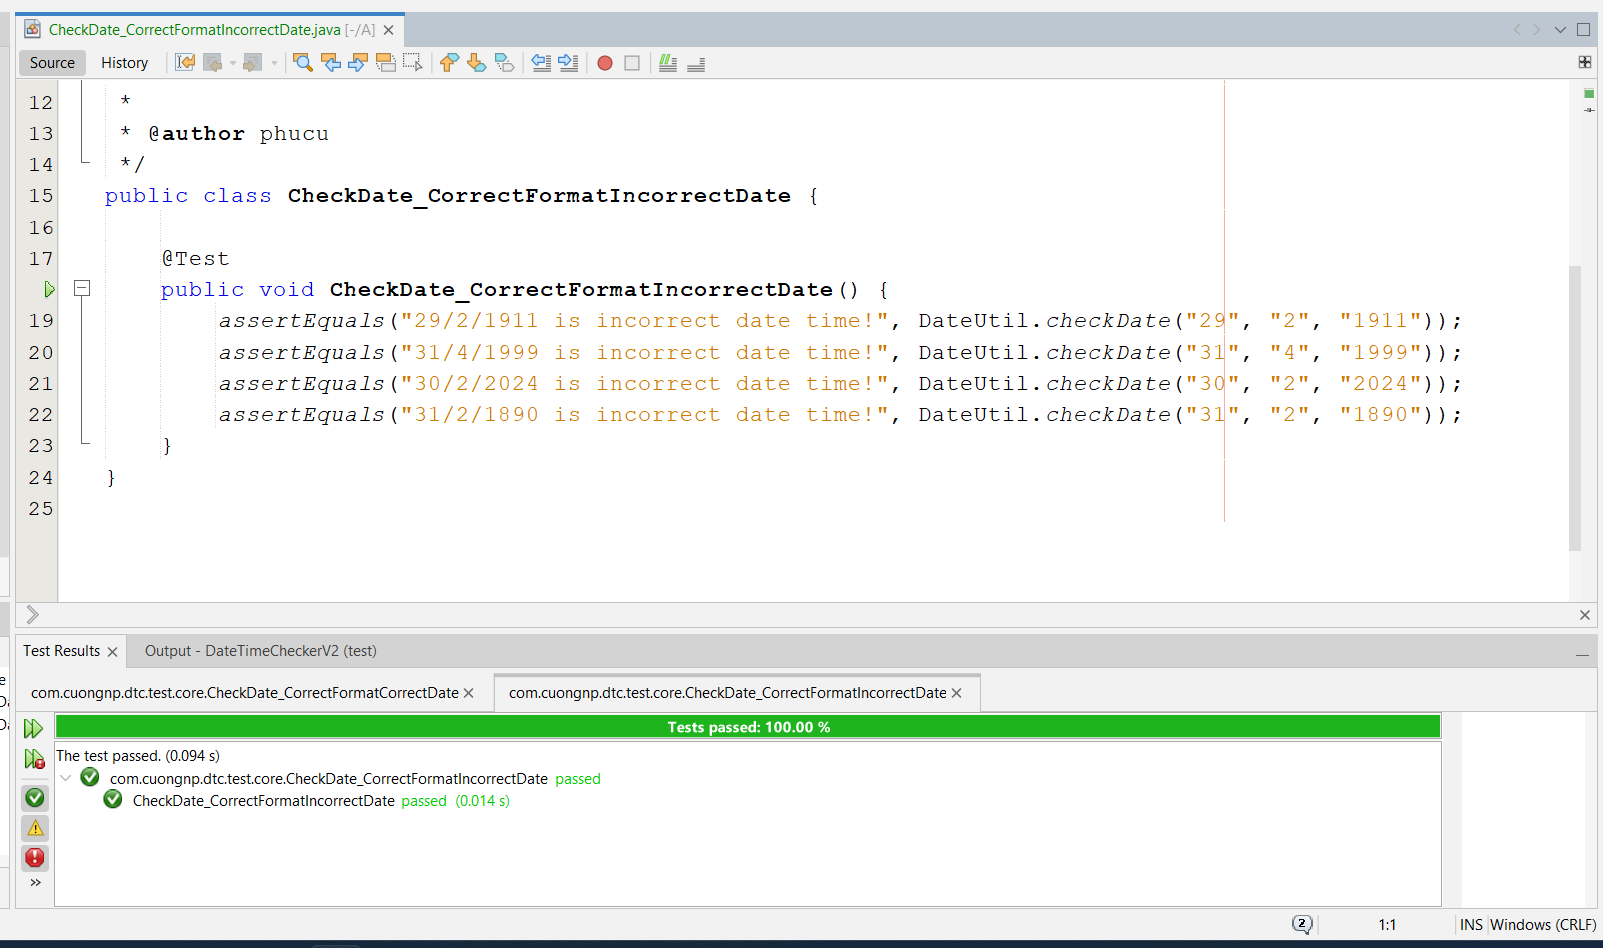 CheckDate_CorrectFormatIncorrectDate.java [-/A]
Source History
12 *
13 * @author phucu
14 */
15 public class CheckDate_CorrectFormatIncorrectDate {
16
17 @Test
public void CheckDate_CorrectFormatIncorrectDate() {
19 assertEquals("29/2/1911 is incorrect date time!", DateUtil.checkDate("29", "2", "1911"));
20 assertEquals("31/4/1999 is incorrect date time!", DateUtil.checkDate("31", "4", "1999"));
21 assertEquals("30/2/2024 is incorrect date time!", DateUtil.checkDate("30", "2", "2024"));
22 assertEquals("31/2/1890 is incorrect date time!", DateUtil.checkDate("31", "2", "1890"));
23 }
24 }
25
Test Results Output - DateTimeCheckerV2 (test)
com.cuongnp.dtc.test.core.CheckDate_CorrectFormatCorrectDate com.cuongnp.dtc.test.core.CheckDate_CorrectFormatIncorrectDate
Tests passed: 100.00 %
The test passed. (0.094 s)
com.cuongnp.dtc.test.core.CheckDate_CorrectFormatIncorrectDate passed
CheckDate_CorrectFormatIncorrectDate passed (0.014 s)
2 1:1 INS Windows (CRLF)